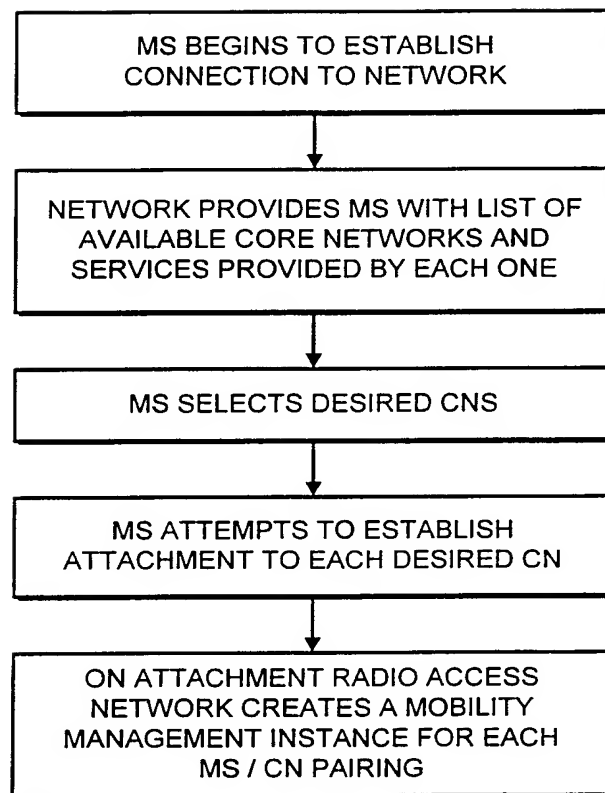 MS BEGINS TO ESTABLISH
CONNECTION TO NETWORK
NETWORK PROVIDES MS WITH LIST OF
AVAILABLE CORE NETWORKS AND
SERVICES PROVIDED BY EACH ONE
MS SELECTS DESIRED CNS
MS ATTEMPTS TO ESTABLISH
ATTACHMENT TO EACH DESIRED CN
ON ATTACHMENT RADIO ACCESS
NETWORK CREATES A MOBILITY
MANAGEMENT INSTANCE FOR EACH
MS / CN PAIRING